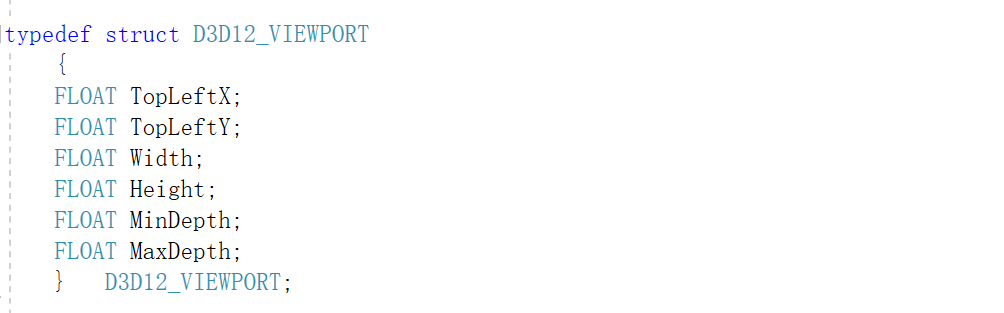 typedef struct D3D12_VIEWPORT
{
FLOAT TopLeftX;
FLOAT TopLeftY;
FLOAT Width;
FLOAT Height;
FLOAT MinDepth;
FLOAT MaxDepth;
} D3D12_VIEWPORT;